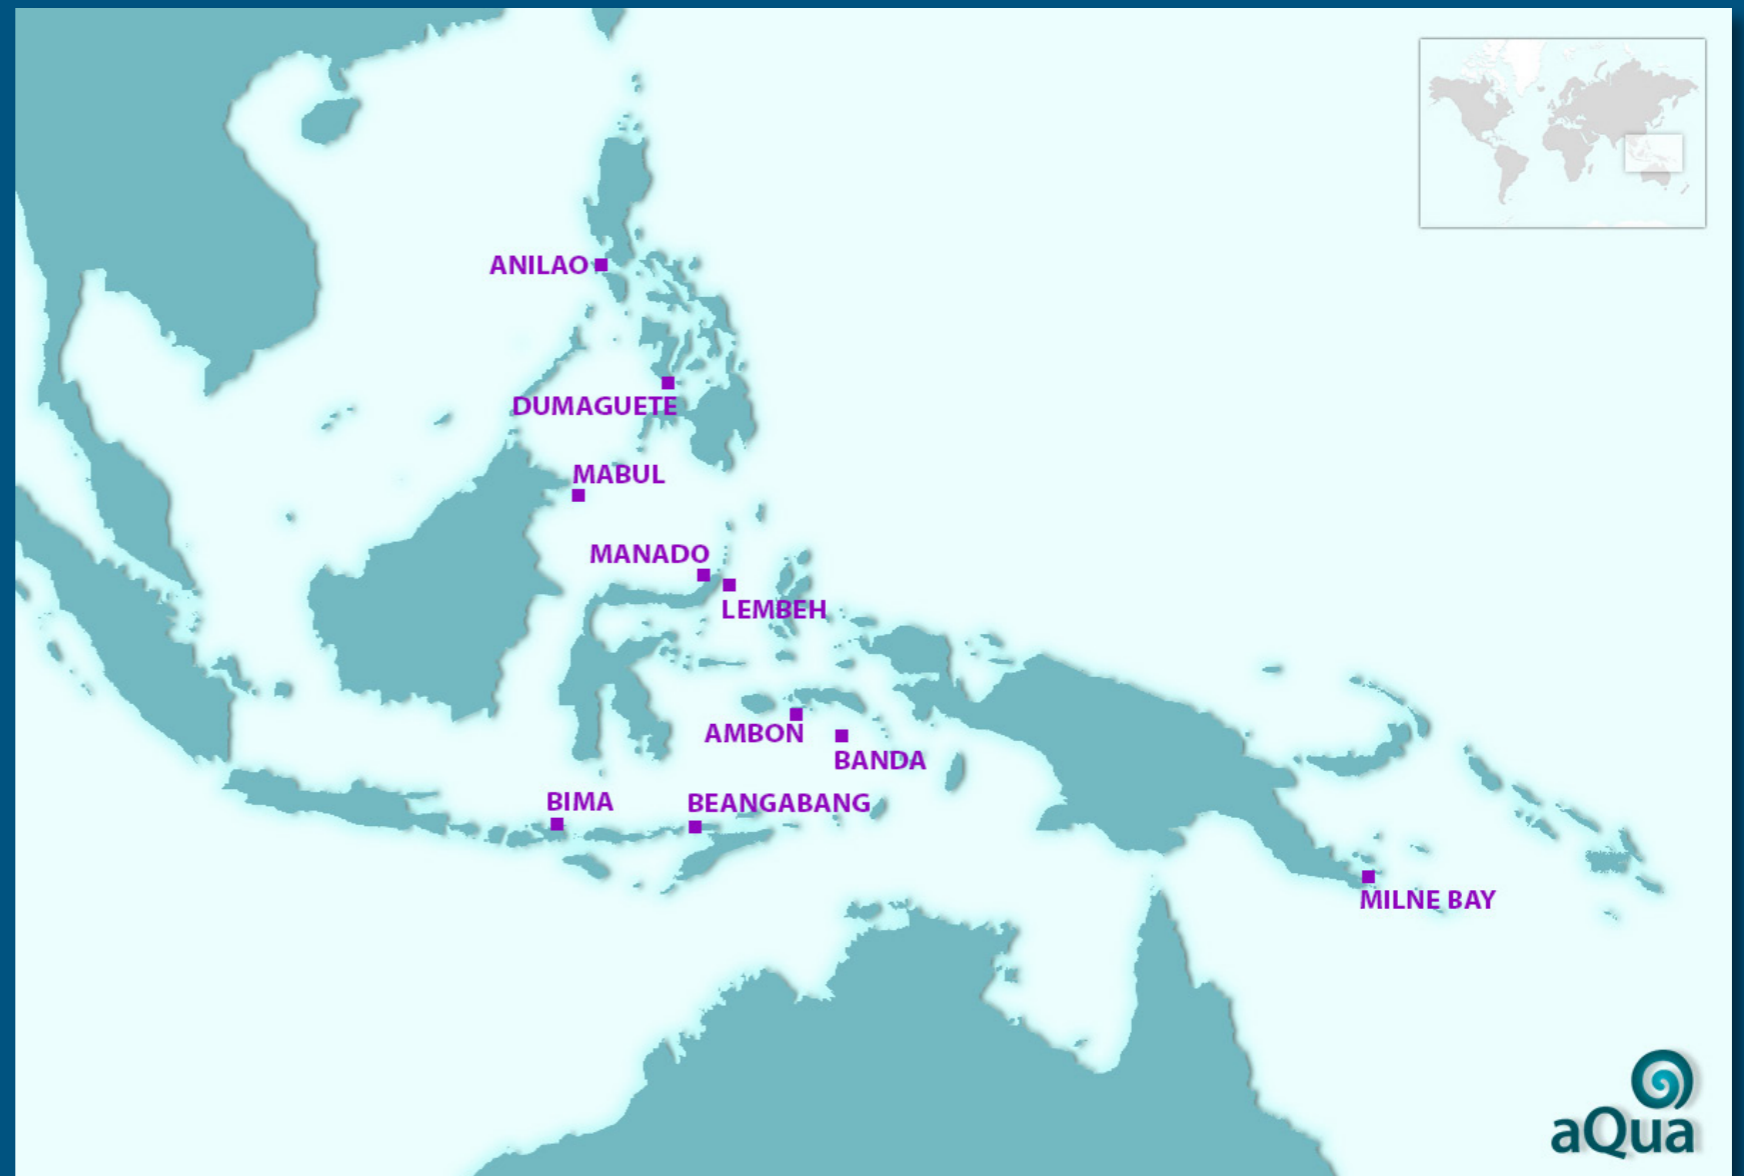 ANILAO
DUMAGUETE
MABUL
MANADO
LEMBEH
AMBON
BANDA
BIMA
BEANGABANG
MILNE BAY
aQua